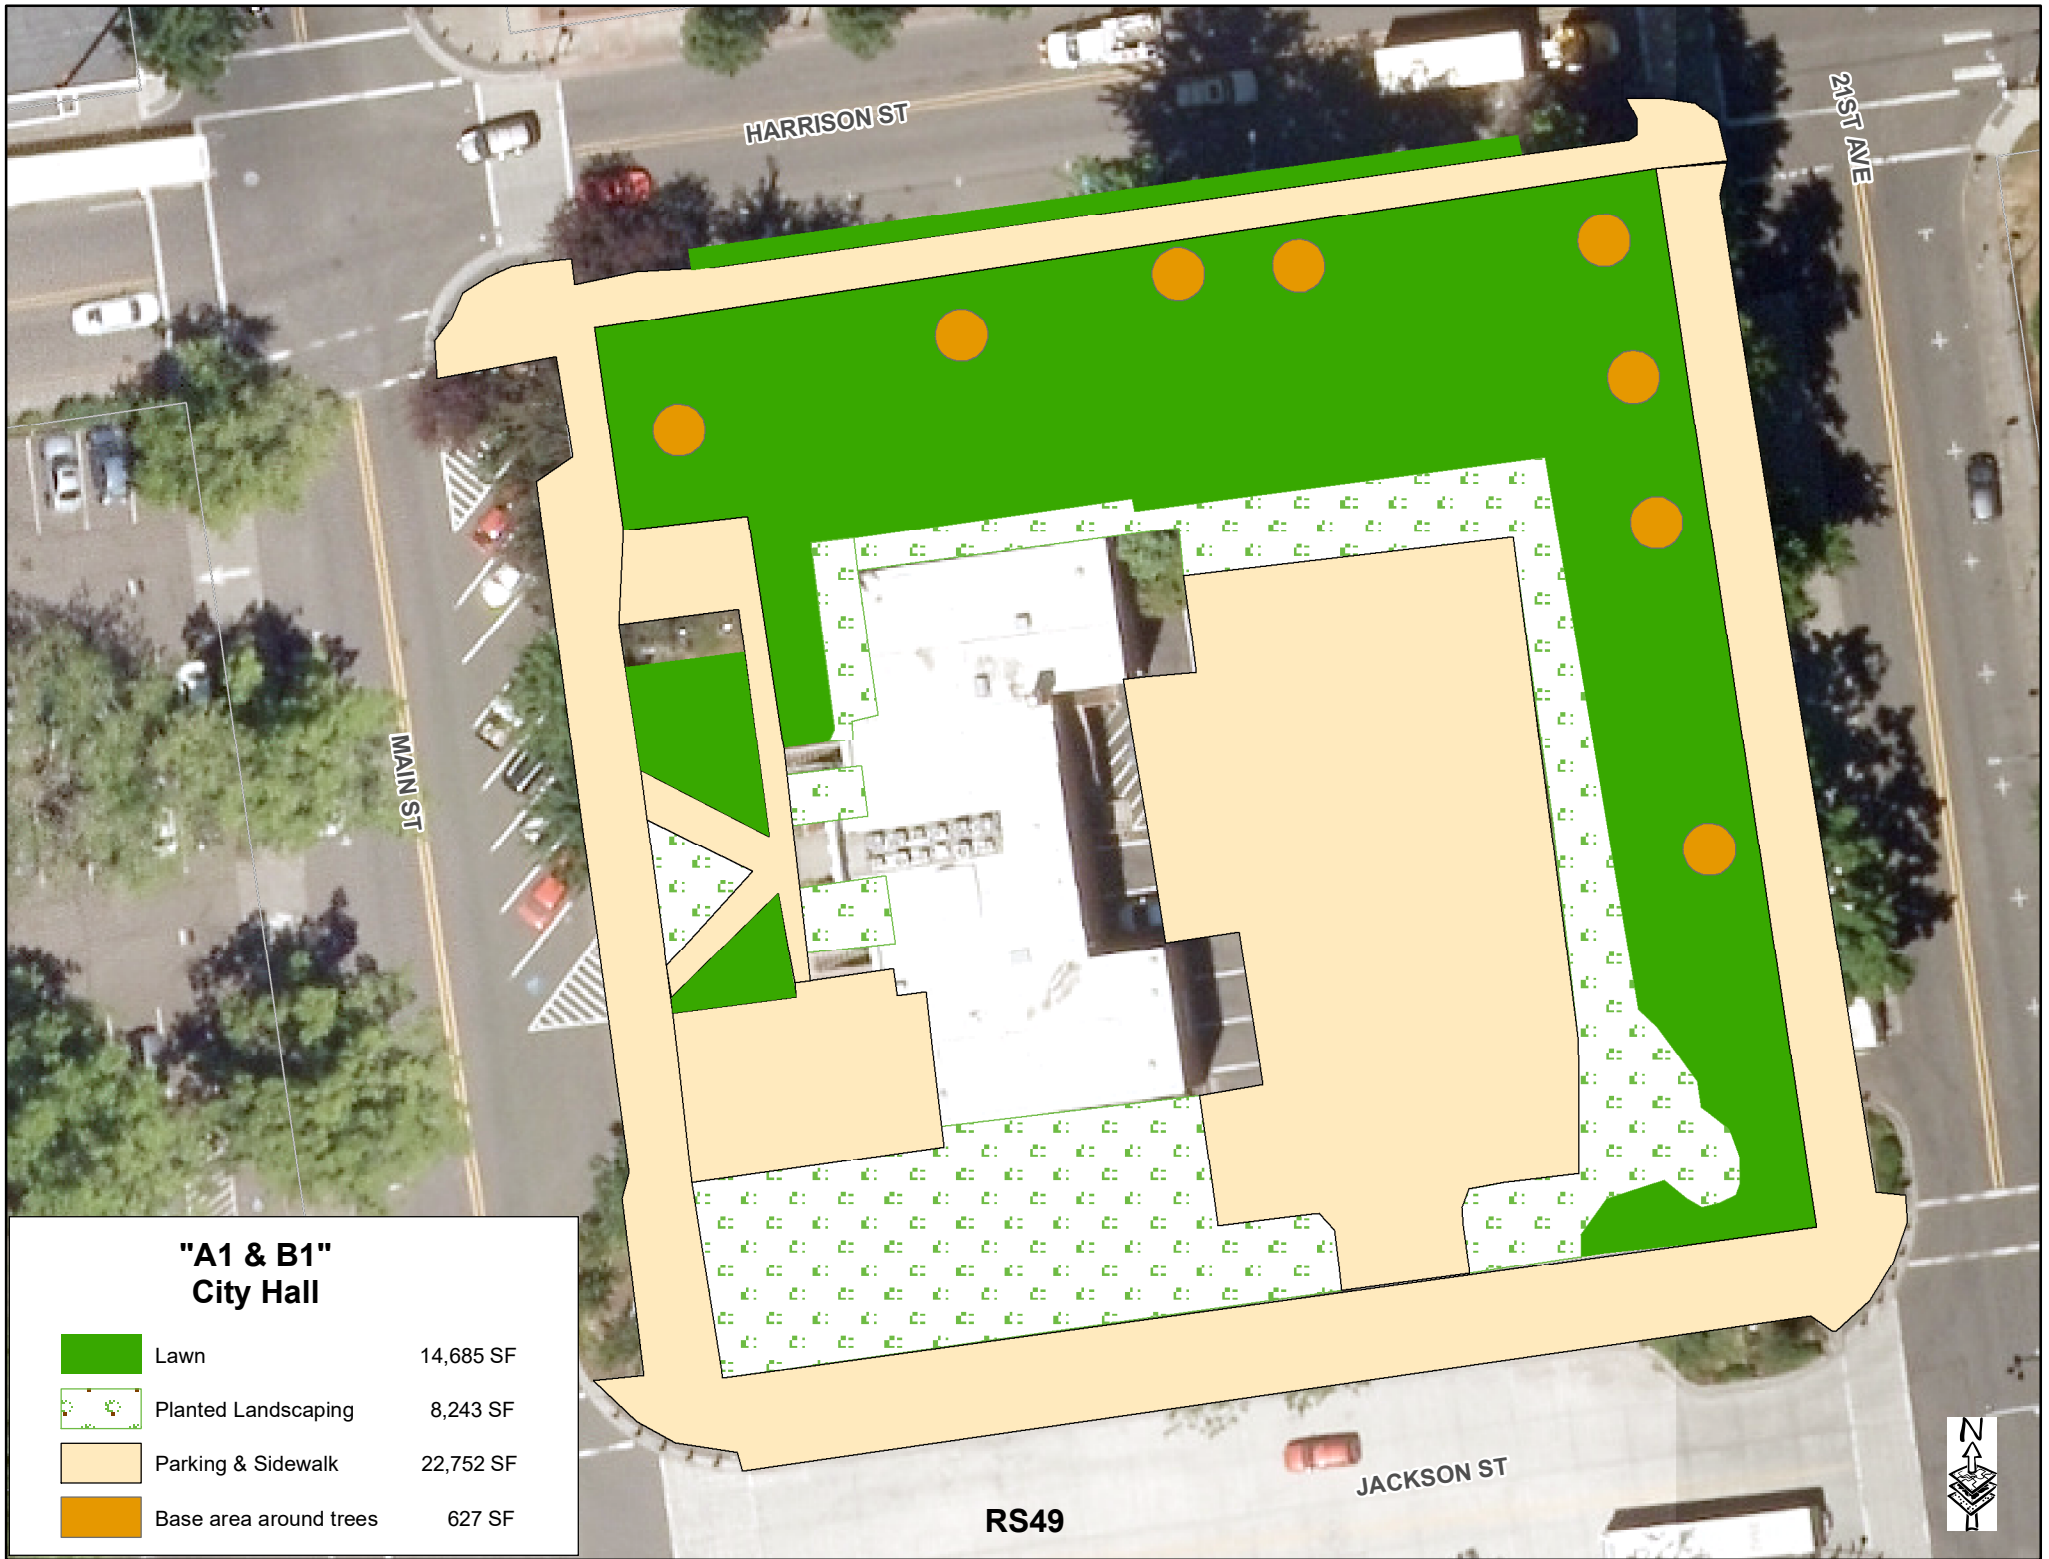 HARRISON ST
21ST AVE
MAIN ST
"A1 & B1"
City Hall
Lawn 14,685 SF
Planted Landscaping 8,243 SF
Parking & Sidewalk 22,752 SF
Base area around trees 627 SF
JACKSON ST
RS49
N